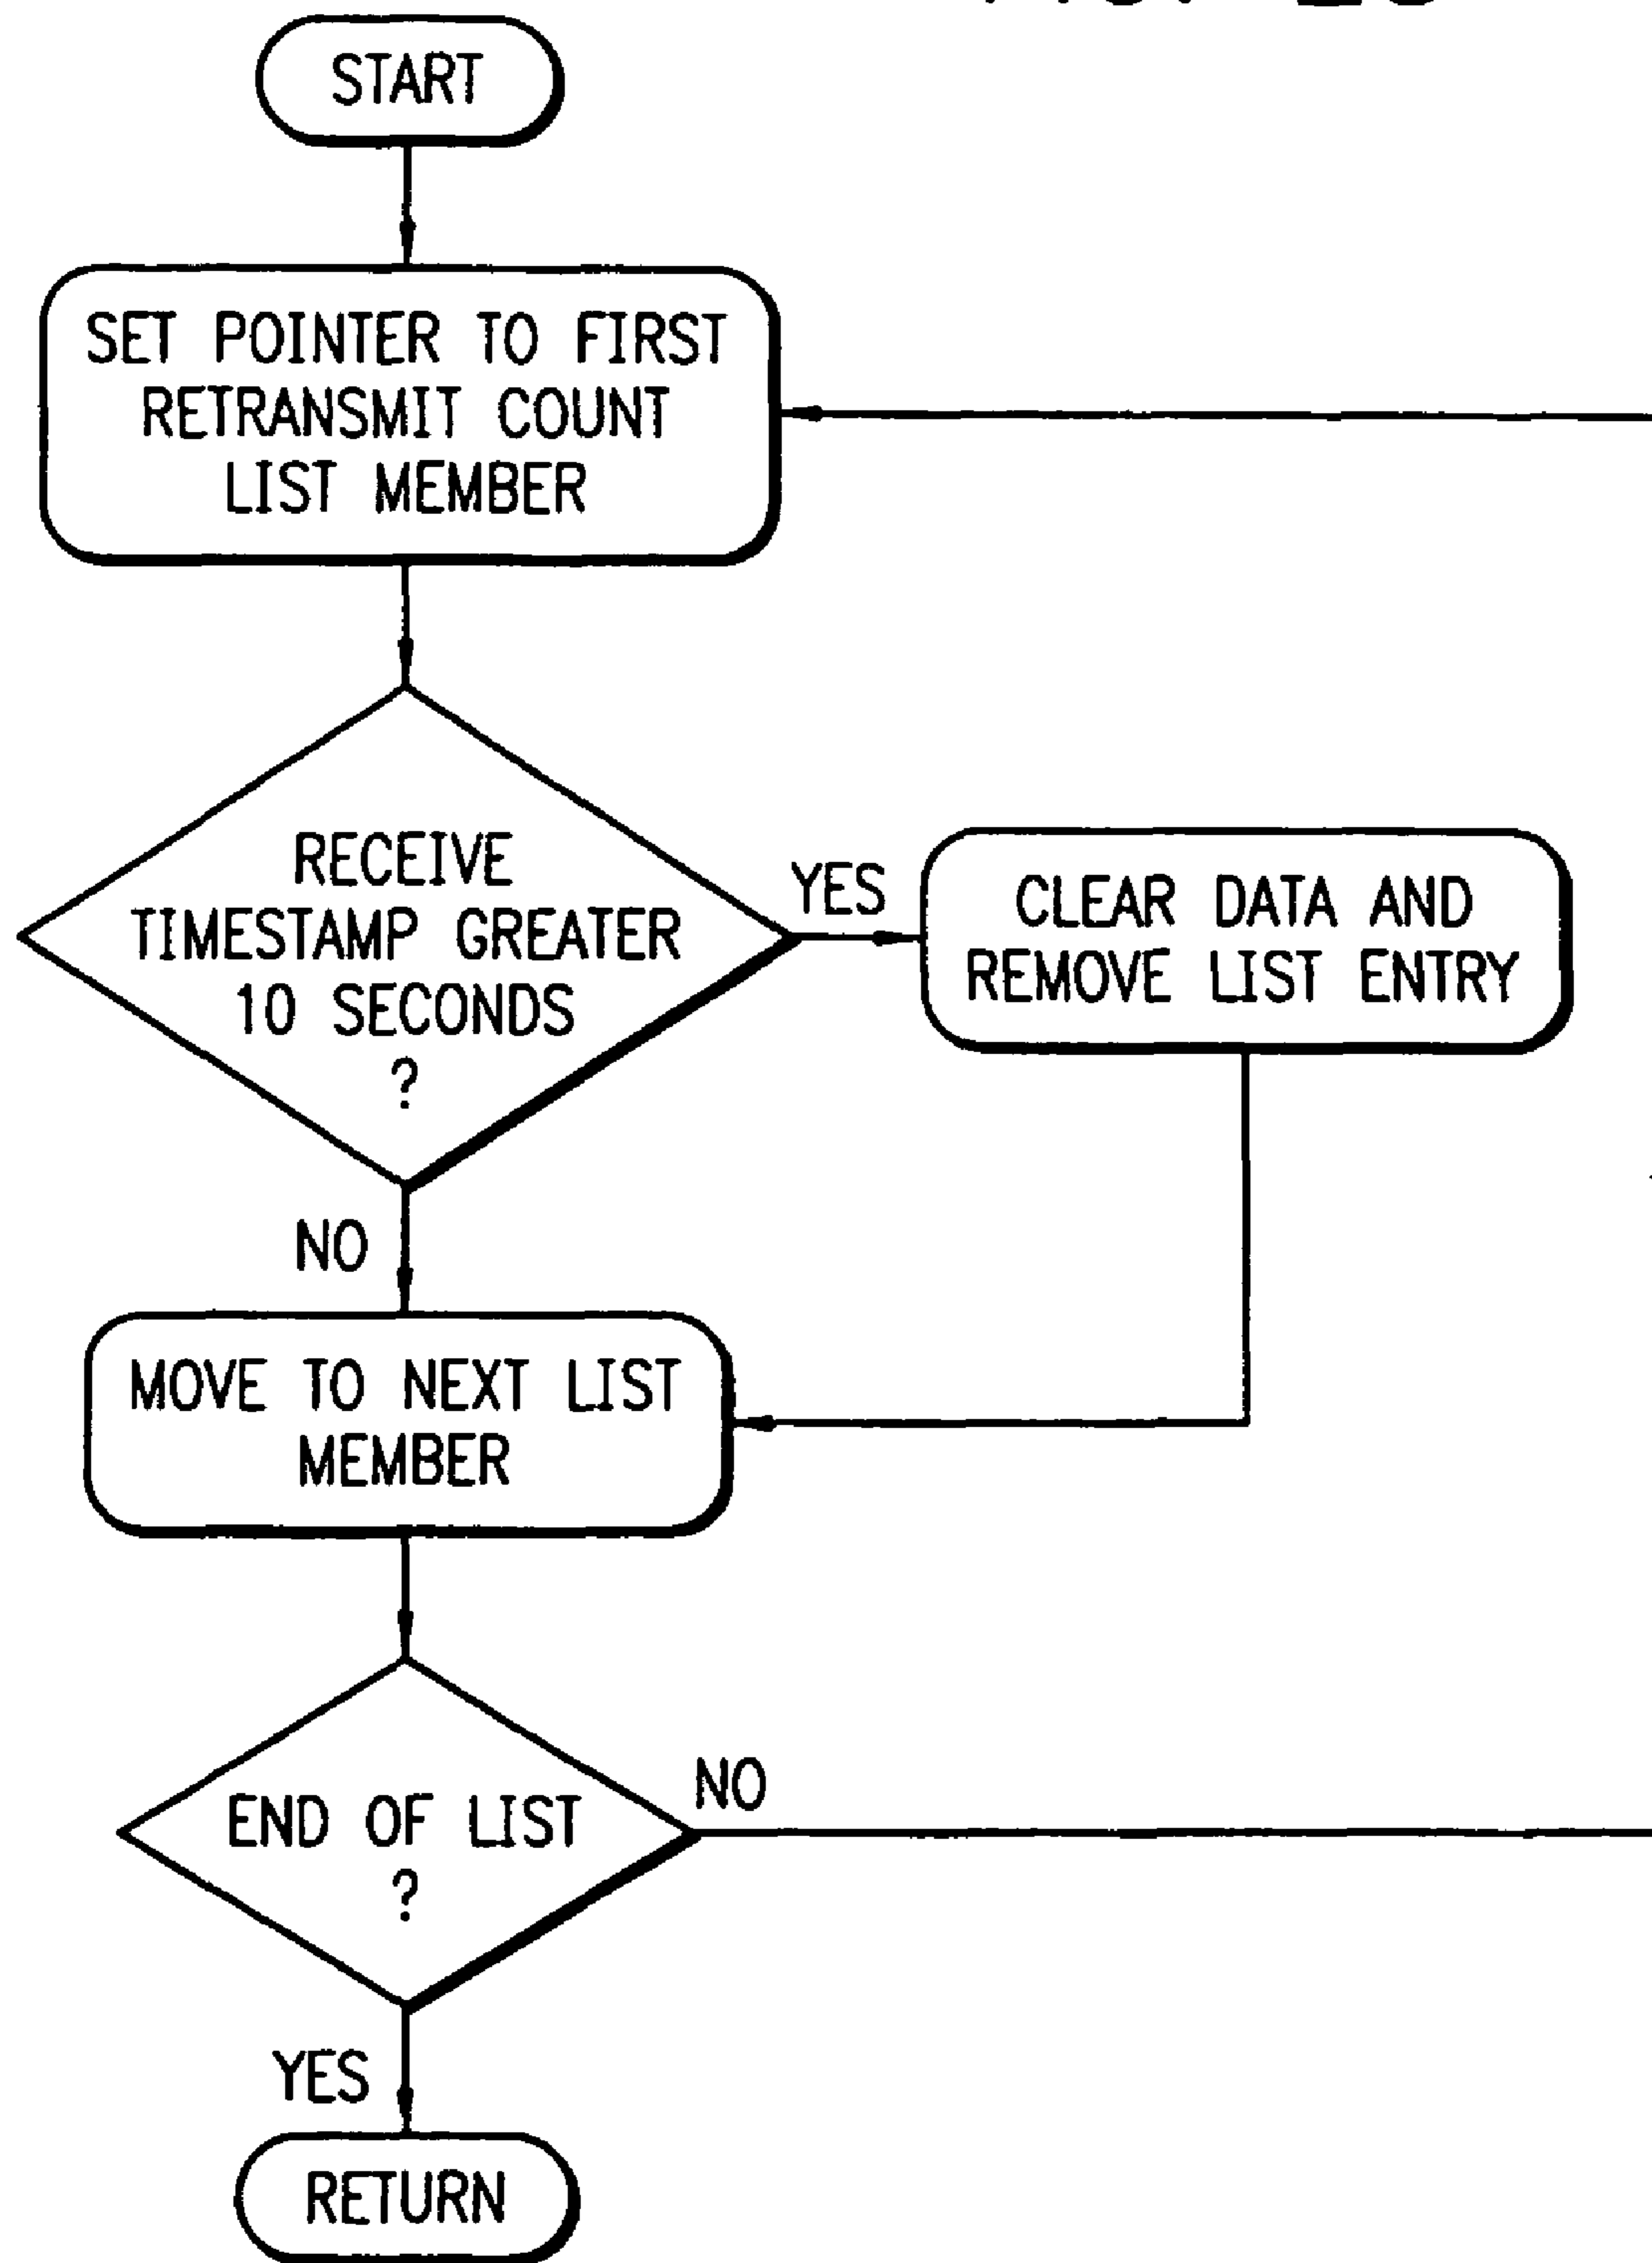 START
SET POINTER TO FIRST
RETRANSMIT COUNT
LIST MEMBER
RECEIVE
TIMESTAMP GREATER
10 SECONDS
?
YES
CLEAR DATA AND
REMOVE LIST ENTRY
NO
MOVE TO NEXT LIST
MEMBER
END OF LIST
?
NO
YES
RETURN